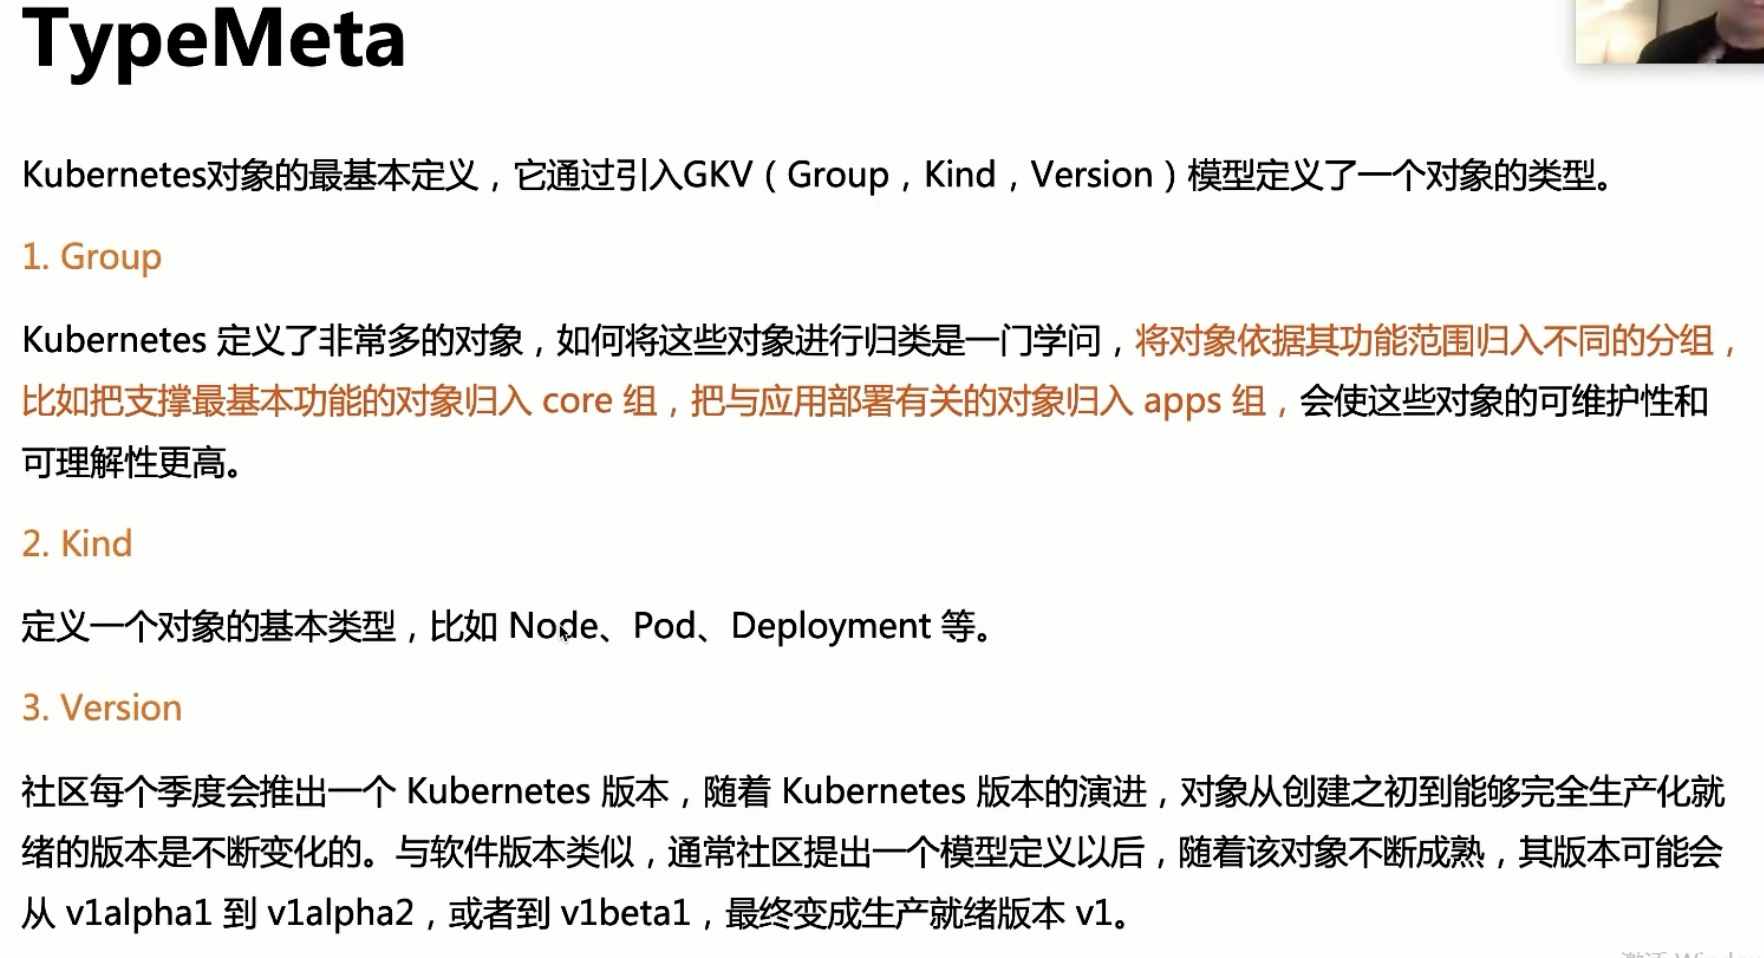 TypeMeta
Kubernetes对象的最基本定义，它通过引入GKV（Group，Kind，Version）模型定义了一个对象的类型。
1. Group
Kubernetes 定义了非常多的对象，如何将这些对象进行归类是一门学问，将对象依据其功能范围归入不同的分组，
比如把支撑最基本功能的对象归入 core 组，把与应用部署有关的对象归入 apps 组，会使这些对象的可维护性和
可理解性更高。
2. Kind
定义一个对象的基本类型，比如 Node、Pod、Deployment 等。
3. Version
社区每个季度会推出一个 Kubernetes 版本，随着 Kubernetes 版本的演进，对象从创建之初到能够完全生产化就
绪的版本是不断变化的。与软件版本类似，通常社区提出一个模型定义以后，随着该对象不断成熟，其版本可能会
从 v1alpha1 到 v1alpha2，或者到 v1beta1，最终变成生产就绪版本 v1。